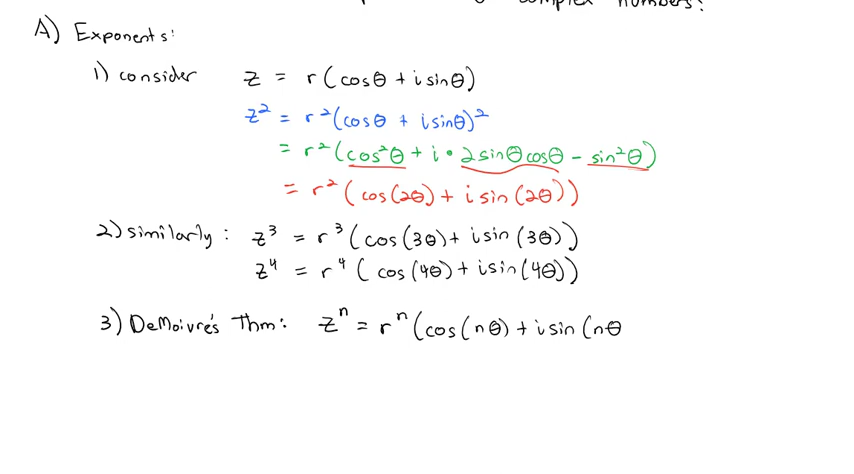 complex numbers?
A) Exponents:
1) consider z = r(cosθ + i sinθ)
z² = r²(cosθ + i sinθ)²
= r²(cos²θ + i • 2sinθcosθ - sin²θ)
= r²(cos(2θ) + i sin(2θ))
2) similarly: z³ = r³(cos(3θ) + i sin(3θ))
z⁴ = r⁴(cos(4θ) + i sin(4θ))
3) DeMoivre's Thm: zⁿ = rⁿ(cos(nθ) + i sin(nθ